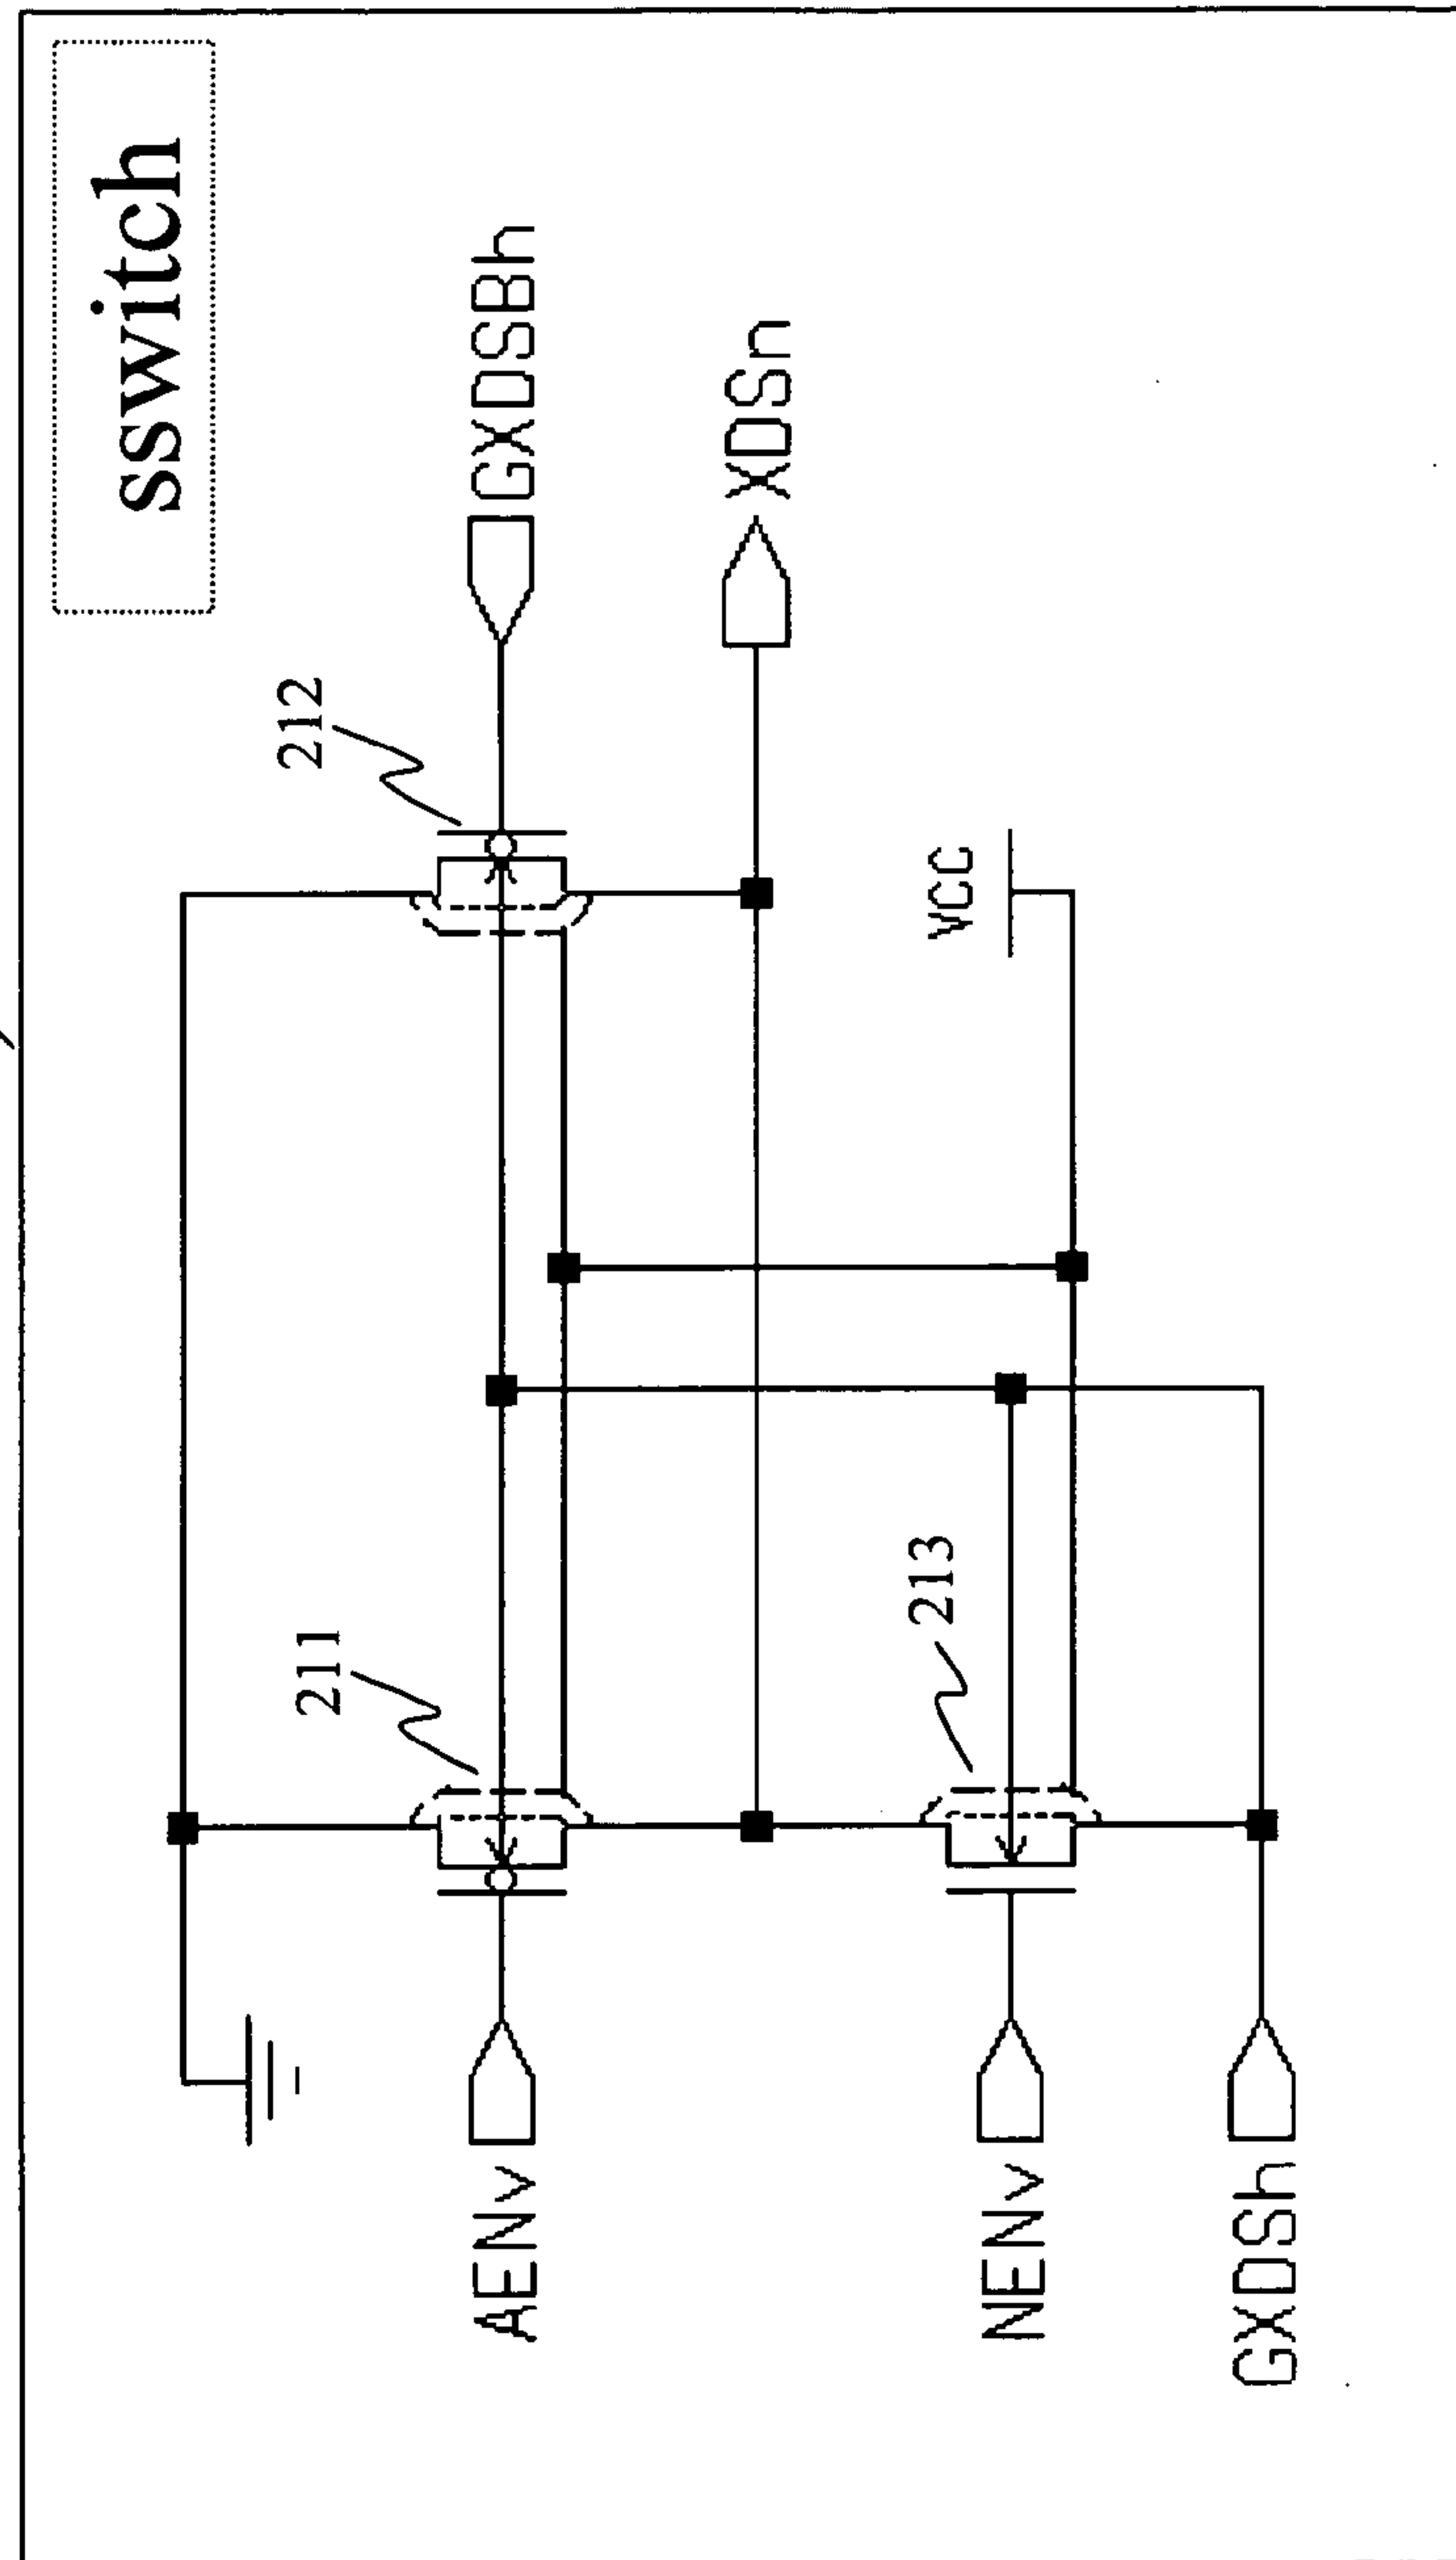 sswitch
211
212
AENv
GXDSBh
XDSn
213
VCC
NENv
GXDSh